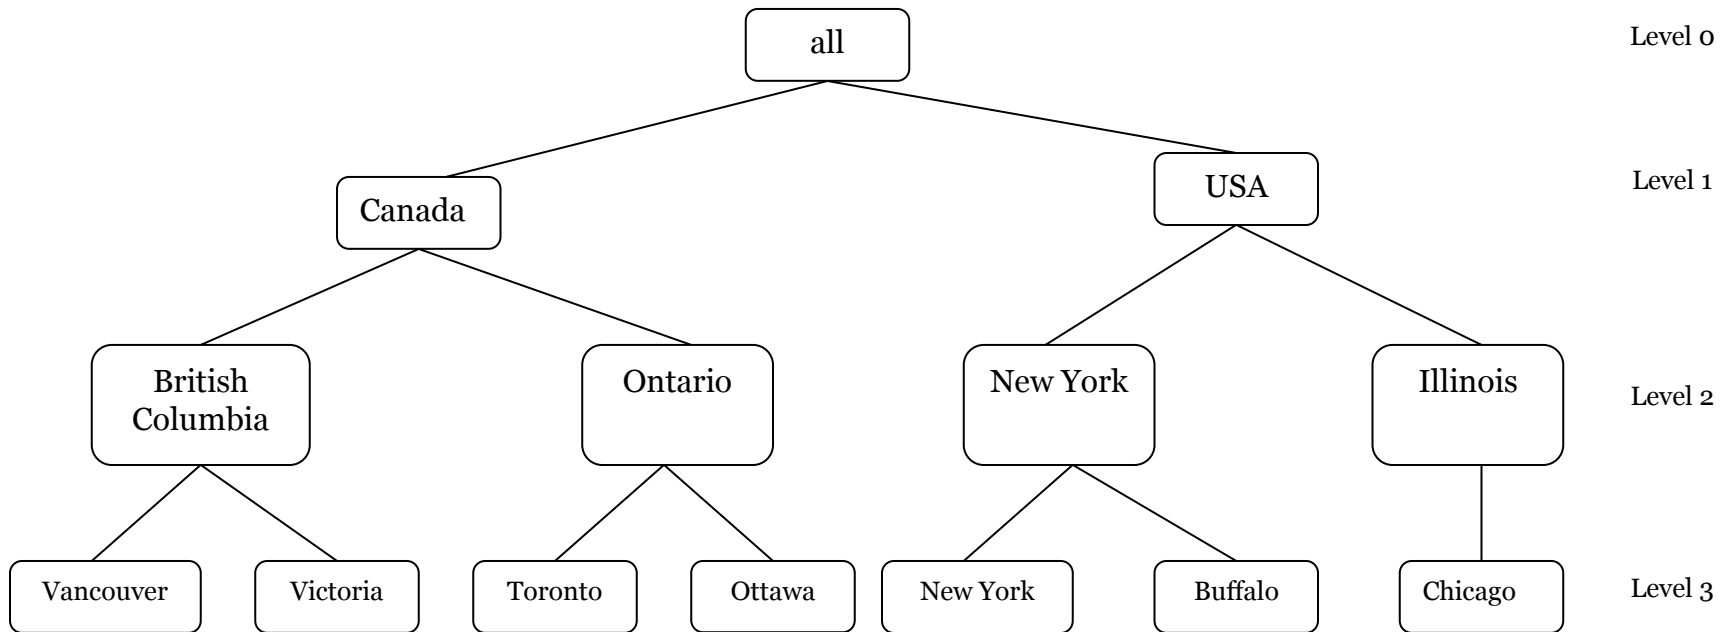 all
Level 0
Canada
USA
Level 1
British
Columbia
Ontario
New York
Illinois
Level 2
Vancouver
Victoria
Toronto
Ottawa
New York
Buffalo
Chicago
Level 3